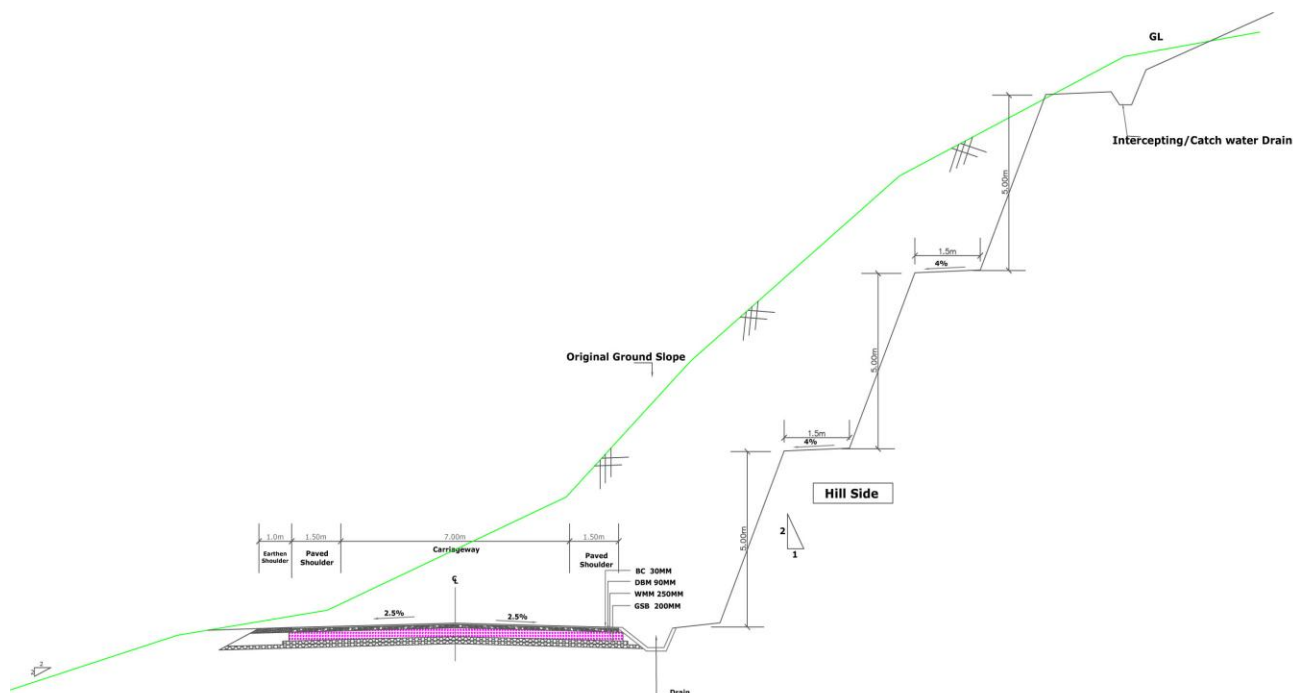 GL
Intercepting/Catch water Drain
5.00m
1.5m
4%
Original Ground Slope
5.00m
1.5m
4%
Hill Side
2
1
5.00m
1.0m
1.50m
7.00m
1.50m
Earthen
Shoulder
Paved
Shoulder
Carriageway
Paved
Shoulder
BC 30MM
DBM 90MM
WMM 250MM
GSB 200MM
℄
2.5%
2.5%
2
2
Drain